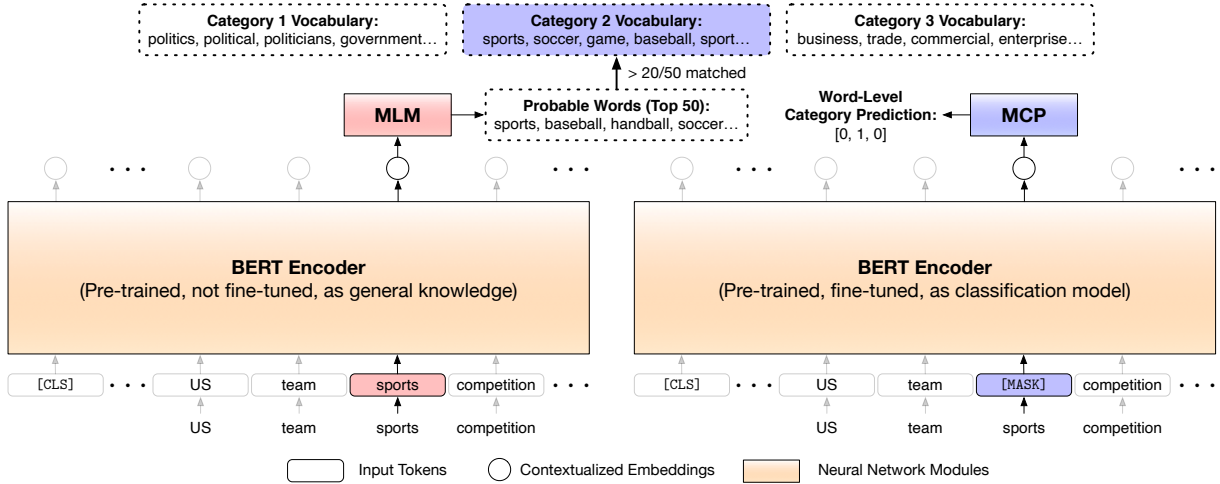 Category 1 Vocabulary:
politics, political, politicians, government…
Category 2 Vocabulary:
sports, soccer, game, baseball, sport…
Category 3 Vocabulary:
business, trade, commercial, enterprise…
> 20/50 matched
MLM
Probable Words (Top 50):
sports, baseball, handball, soccer…
Word-Level
Category Prediction:
[0, 1, 0]
MCP
BERT Encoder
(Pre-trained, not fine-tuned, as general knowledge)
BERT Encoder
(Pre-trained, fine-tuned, as classification model)
[CLS] • • • US team sports competition • • •
US team sports competition
[CLS] • • • US team [MASK] competition • • •
US team sports competition
Input Tokens
Contextualized Embeddings
Neural Network Modules